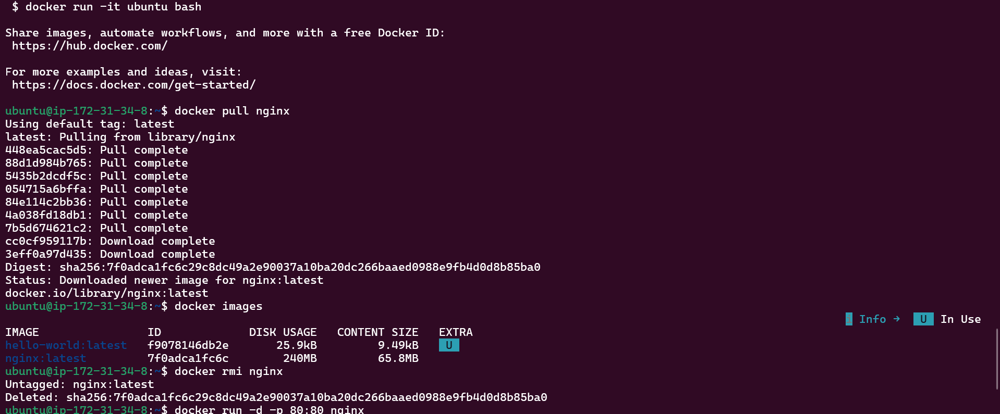 $ docker run -it ubuntu bash
Share images, automate workflows, and more with a free Docker ID:
https://hub.docker.com/
For more examples and ideas, visit:
https://docs.docker.com/get-started/
ubuntu@ip-172-31-34-8:~$ docker pull nginx
Using default tag: latest
latest: Pulling from library/nginx
448ea5cac5d5: Pull complete
88d1d984b765: Pull complete
5435b2dcdf5c: Pull complete
054715a6bffa: Pull complete
84e114c2bb36: Pull complete
4a038fd18db1: Pull complete
7b5d674621c2: Pull complete
cc0cf959117b: Download complete
3eff0a97d435: Download complete
Digest: sha256:7f0adca1fc6c29c8dc49a2e90037a10ba20dc266baaed0988e9fb4d0d8b85ba0
Status: Downloaded newer image for nginx:latest
docker.io/library/nginx:latest
ubuntu@ip-172-31-34-8:~$ docker images
i Info → U In Use
IMAGE ID DISK USAGE CONTENT SIZE EXTRA
hello-world:latest f9078146db2e 25.9kB 9.49kB U
nginx:latest 7f0adca1fc6c 240MB 65.8MB
ubuntu@ip-172-31-34-8:~$ docker rmi nginx
Untagged: nginx:latest
Deleted: sha256:7f0adca1fc6c29c8dc49a2e90037a10ba20dc266baaed0988e9fb4d0d8b85ba0
ubuntu@ip-172-31-34-8:~$ docker run -d -p 80:80 nginx